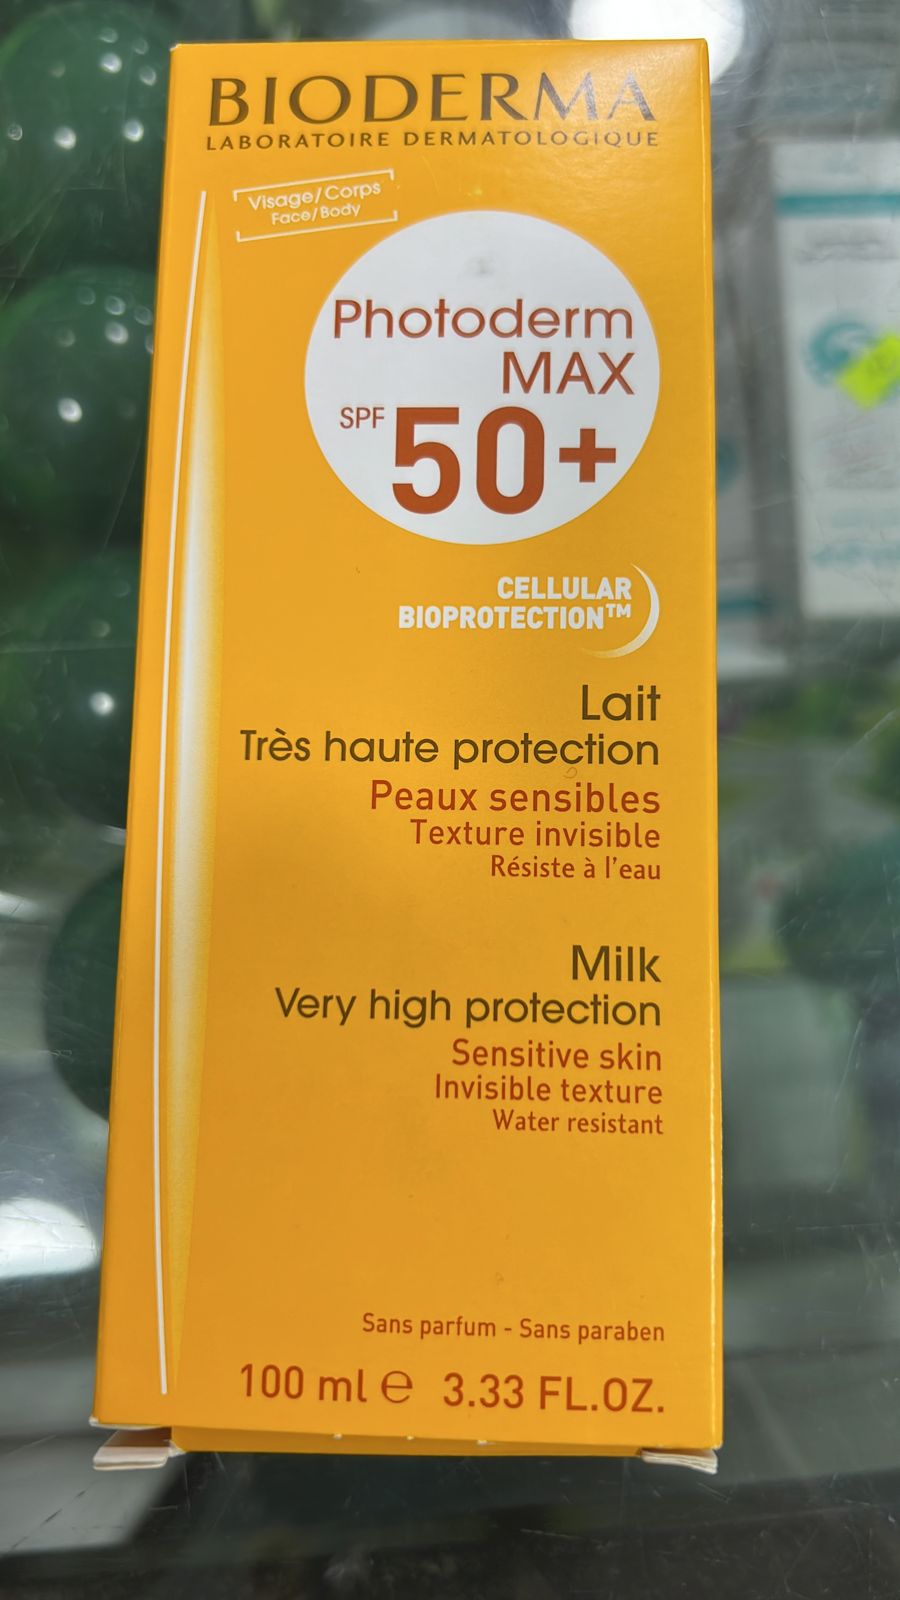 BIODERMA
LABORATOIRE DERMATOLOGIQUE
Visage/Corps
Face/Body
Photoderm
MAX
SPF 50+
CELLULAR
BIOPROTECTION™
Lait
Très haute protection
Peaux sensibles
Texture invisible
Résiste à l'eau
Milk
Very high protection
Sensitive skin
Invisible texture
Water resistant
Sans parfum - Sans paraben
100 ml ℮ 3.33 FL.OZ.